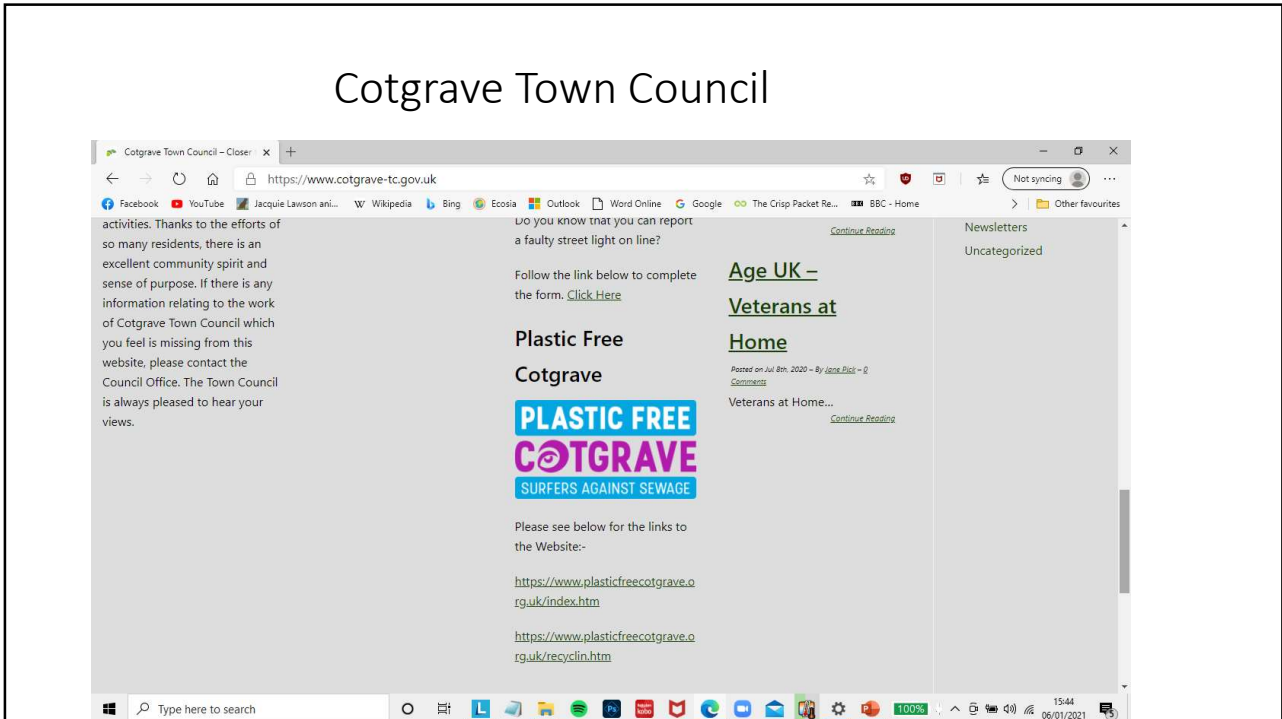 Cotgrave Town Council
Cotgrave Town Council – Closer
https://www.cotgrave-tc.gov.uk
Not syncing
Facebook
YouTube
Jacquie Lawson ani...
Wikipedia
Bing
Ecosia
Outlook
Word Online
Google
The Crisp Packet Re...
BBC - Home
Other favourites
activities. Thanks to the efforts of
so many residents, there is an
excellent community spirit and
sense of purpose. If there is any
information relating to the work
of Cotgrave Town Council which
you feel is missing from this
website, please contact the
Council Office. The Town Council
is always pleased to hear your
views.
Do you know that you can report
a faulty street light on line?
Follow the link below to complete
the form. Click Here
Plastic Free
Cotgrave
PLASTIC FREE
COTGRAVE
SURFERS AGAINST SEWAGE
Please see below for the links to
the Website:-
https://www.plasticfreecotgrave.o
rg.uk/index.htm
https://www.plasticfreecotgrave.o
rg.uk/recyclin.htm
Continue Reading
Age UK –
Veterans at
Home
Posted on Jul 8th, 2020 ~ By Jane Pick ~ 0
Comments
Veterans at Home...
Continue Reading
Newsletters
Uncategorized
Type here to search
L
Ps
100%
15:44
06/01/2021
5